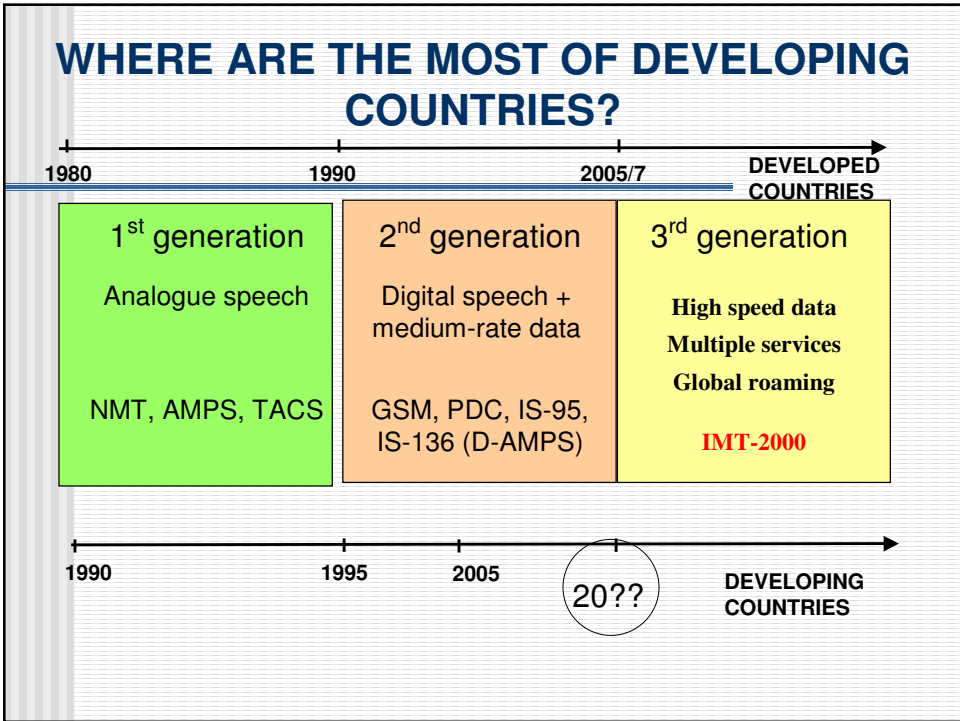 WHERE ARE THE MOST OF DEVELOPING
COUNTRIES?
1980 1990 2005/7 DEVELOPED
COUNTRIES
1st generation
Analogue speech
NMT, AMPS, TACS
2nd generation
Digital speech +
medium-rate data
GSM, PDC, IS-95,
IS-136 (D-AMPS)
3rd generation
High speed data
Multiple services
Global roaming
IMT-2000
1990 1995 2005 20?? DEVELOPING
COUNTRIES